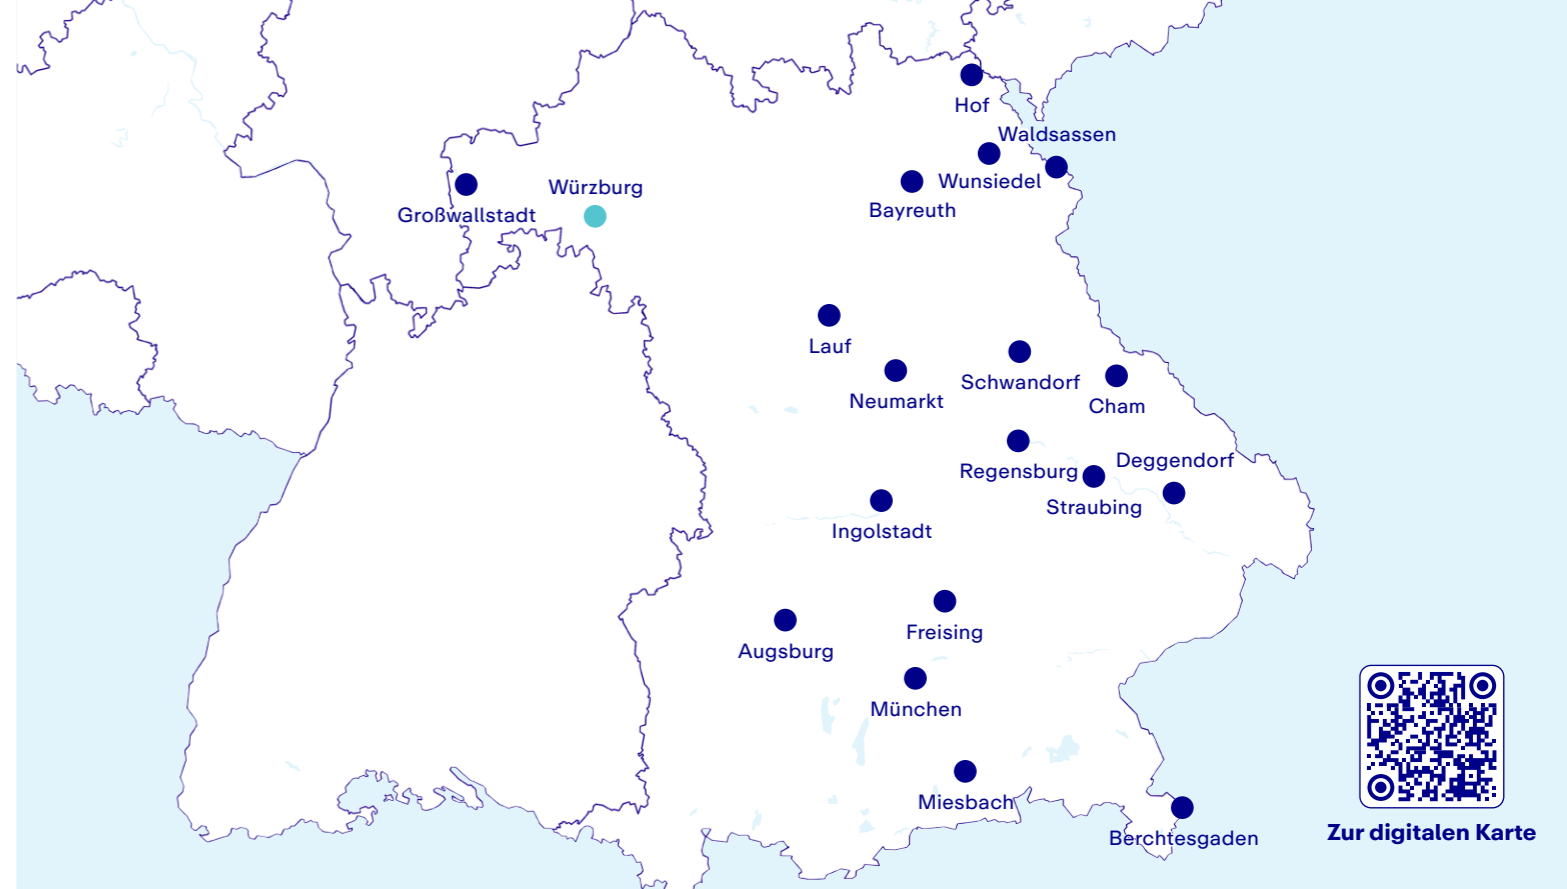 Hof
Waldsassen
Wunsiedel
Bayreuth
Würzburg
Großwallstadt
Lauf
Neumarkt
Schwandorf
Cham
Regensburg
Deggendorf
Straubing
Ingolstadt
Freising
Augsburg
München
Miesbach
Berchtesgaden
Zur digitalen Karte